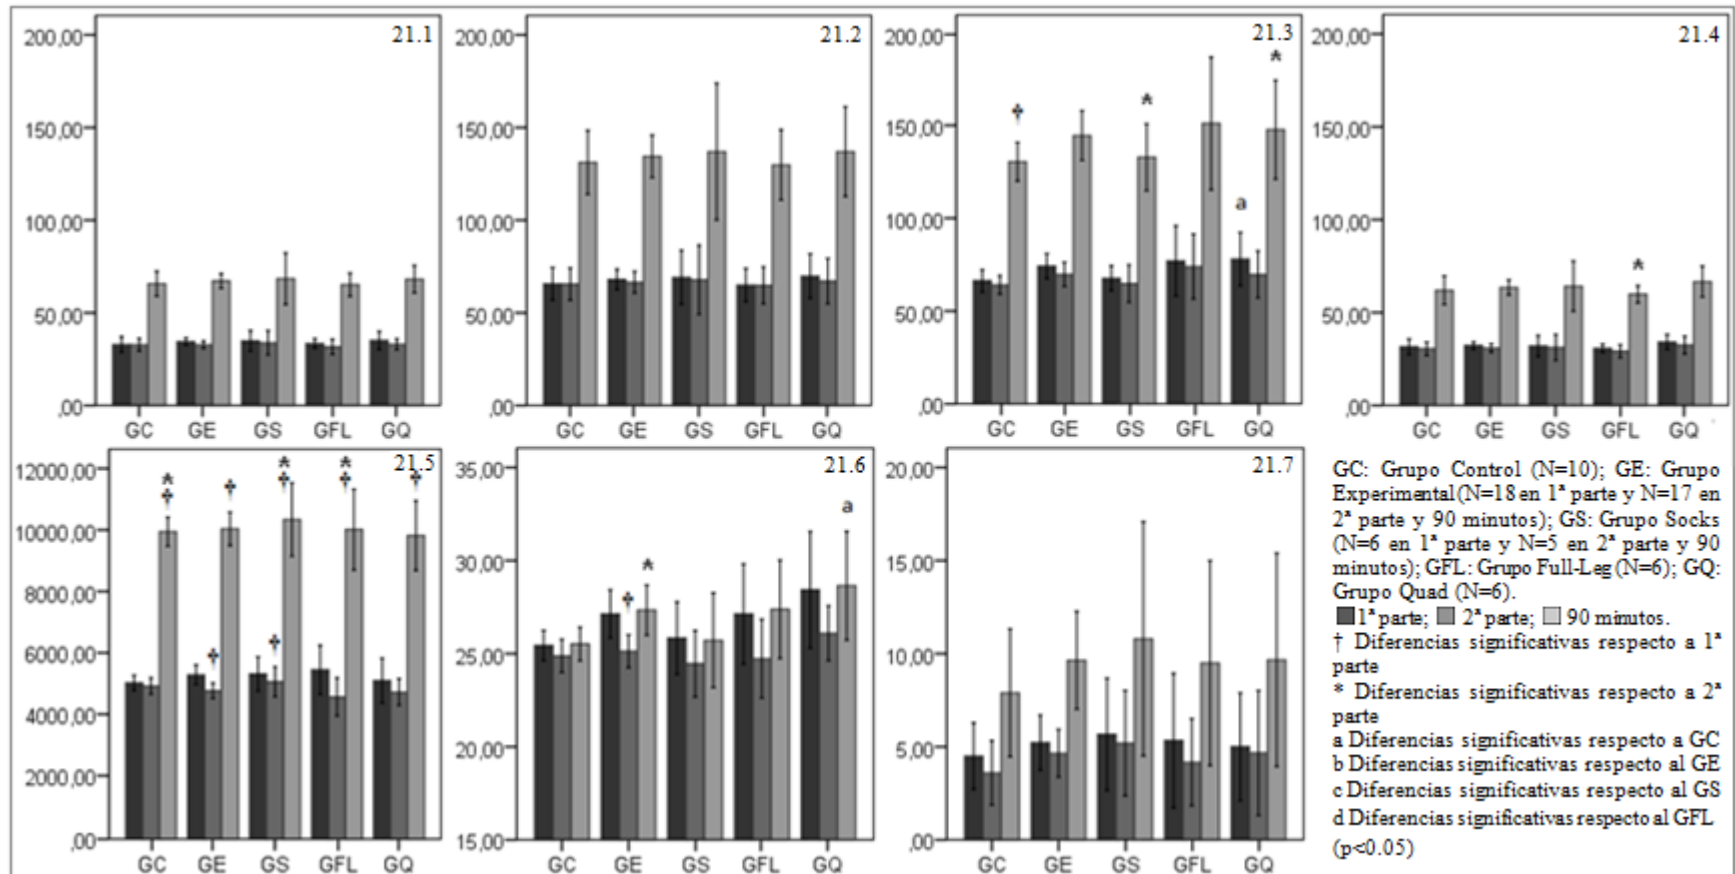 21.1
200,00
150,00
100,00
50,00
,00
GC GE GS GFL GQ
21.2
200,00
150,00
100,00
50,00
,00
GC GE GS GFL GQ
21.3
200,00
†
*
*
150,00
a
100,00
50,00
,00
GC GE GS GFL GQ
21.4
200,00
150,00
100,00
*
50,00
,00
GC GE GS GFL GQ
21.5
12000,00
* * *
† † † † †
10000,00
8000,00
6000,00
† †
4000,00
2000,00
,00
GC GE GS GFL GQ
21.6
35,00
a
30,00
† *
25,00
20,00
15,00
GC GE GS GFL GQ
21.7
20,00
15,00
10,00
5,00
,00
GC GE GS GFL GQ
GC: Grupo Control (N=10); GE: Grupo
Experimental (N=18 en 1ª parte y N=17 en
2ª parte y 90 minutos); GS: Grupo Socks
(N=6 en 1ª parte y N=5 en 2ª parte y 90
minutos); GFL: Grupo Full-Leg (N=6); GQ:
Grupo Quad (N=6).
1ª parte; 2ª parte; 90 minutos.
† Diferencias significativas respecto a 1ª
parte
* Diferencias significativas respecto a 2ª
parte
a Diferencias significativas respecto a GC
b Diferencias significativas respecto al GE
c Diferencias significativas respecto al GS
d Diferencias significativas respecto al GFL
(p<0.05)